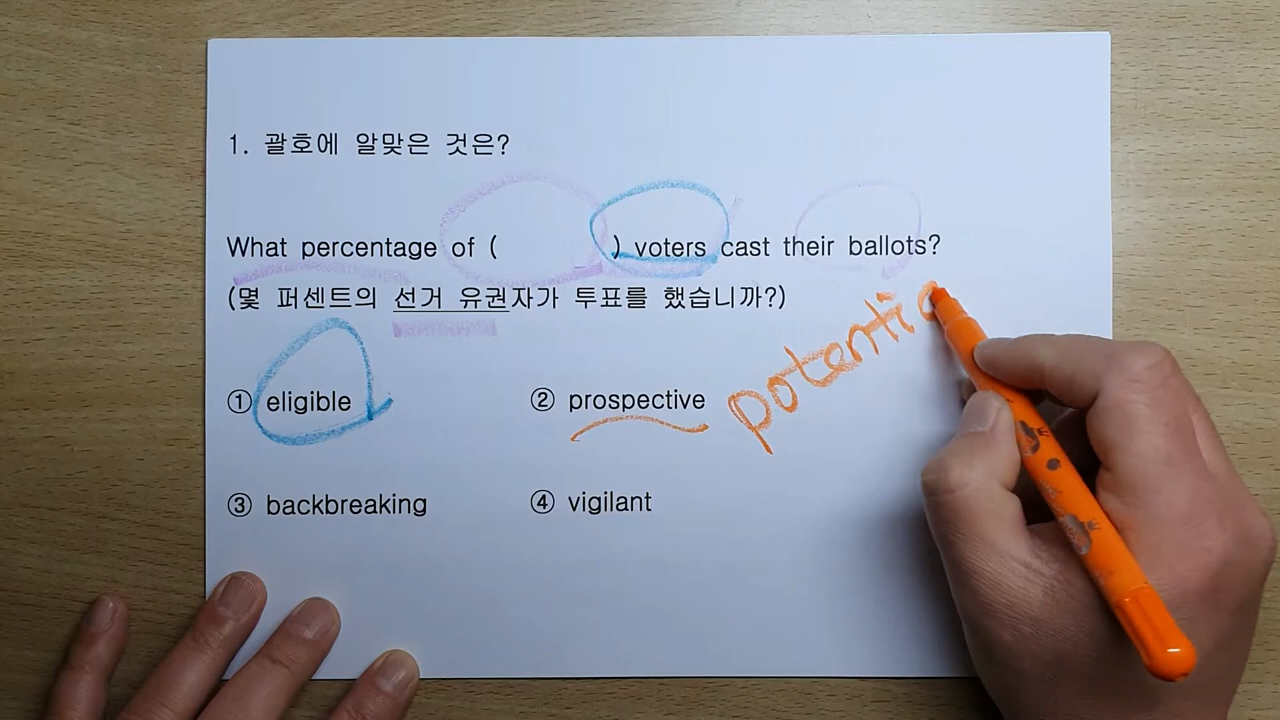 1. 괄호에 알맞은 것은?
What percentage of (          ) voters cast their ballots?
(몇 퍼센트의 선거 유권자가 투표를 했습니까?)
① eligible ② prospective
potenti
③ backbreaking ④ vigilant